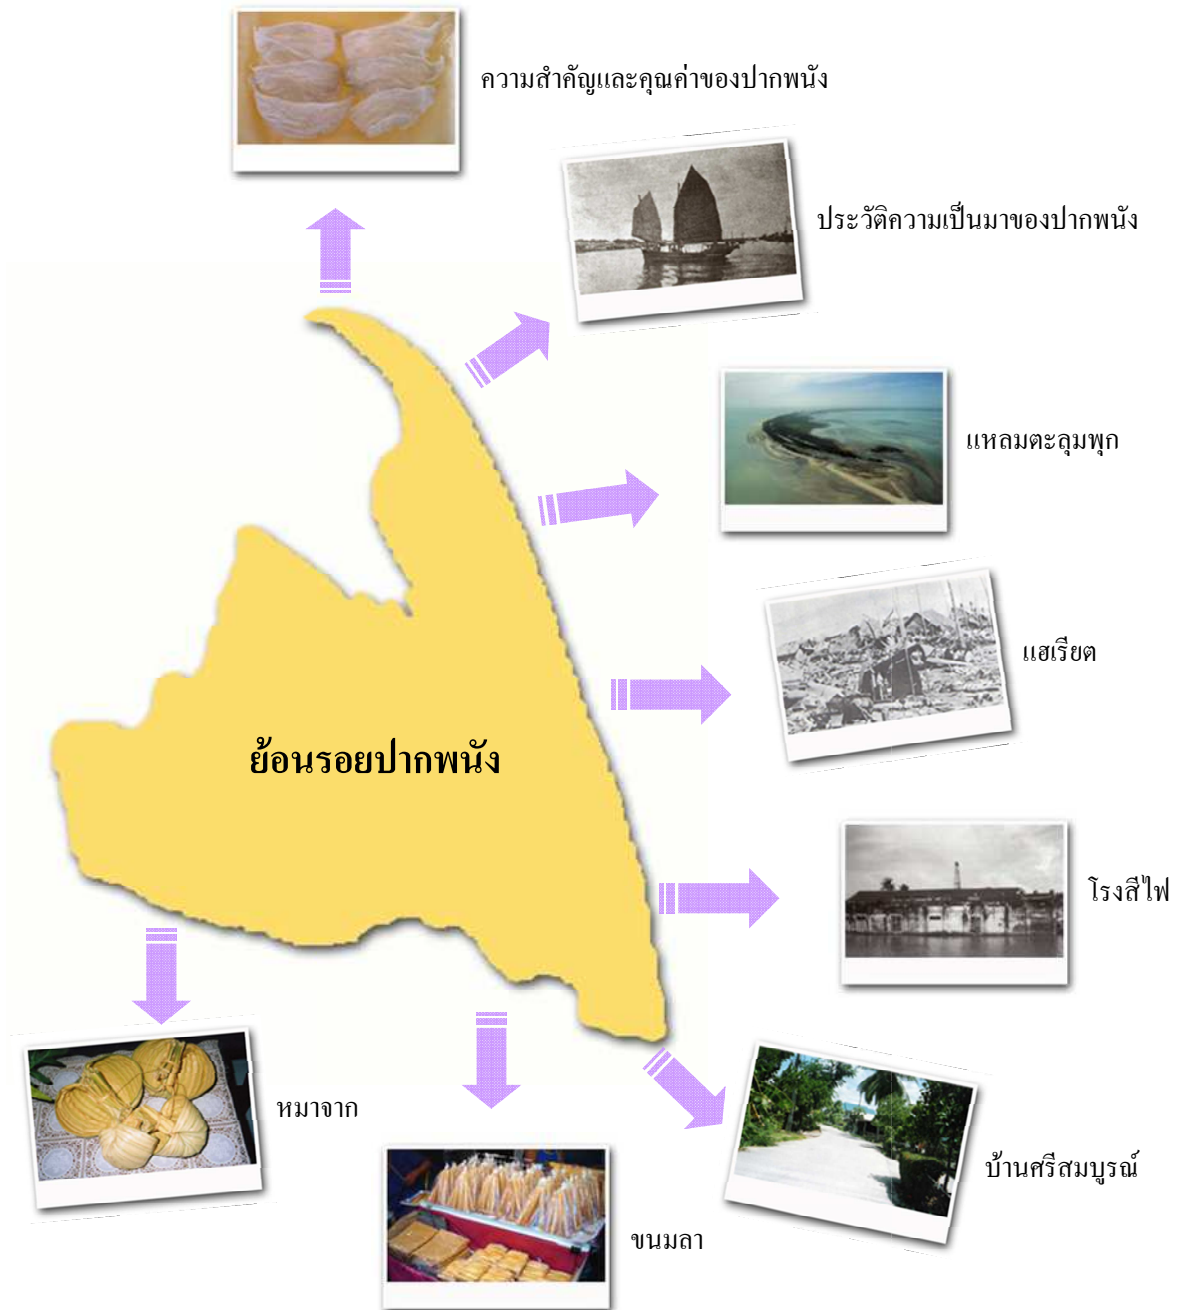 ความสำคัญและคุณค่าของปากพนัง
ประวัติความเป็นมาของปากพนัง
แหลมตะลุมพุก
แฮเรียต
ย้อนรอยปากพนัง
โรงสีไฟ
หมาจาก
บ้านศรีสมบูรณ์
ขนมลา